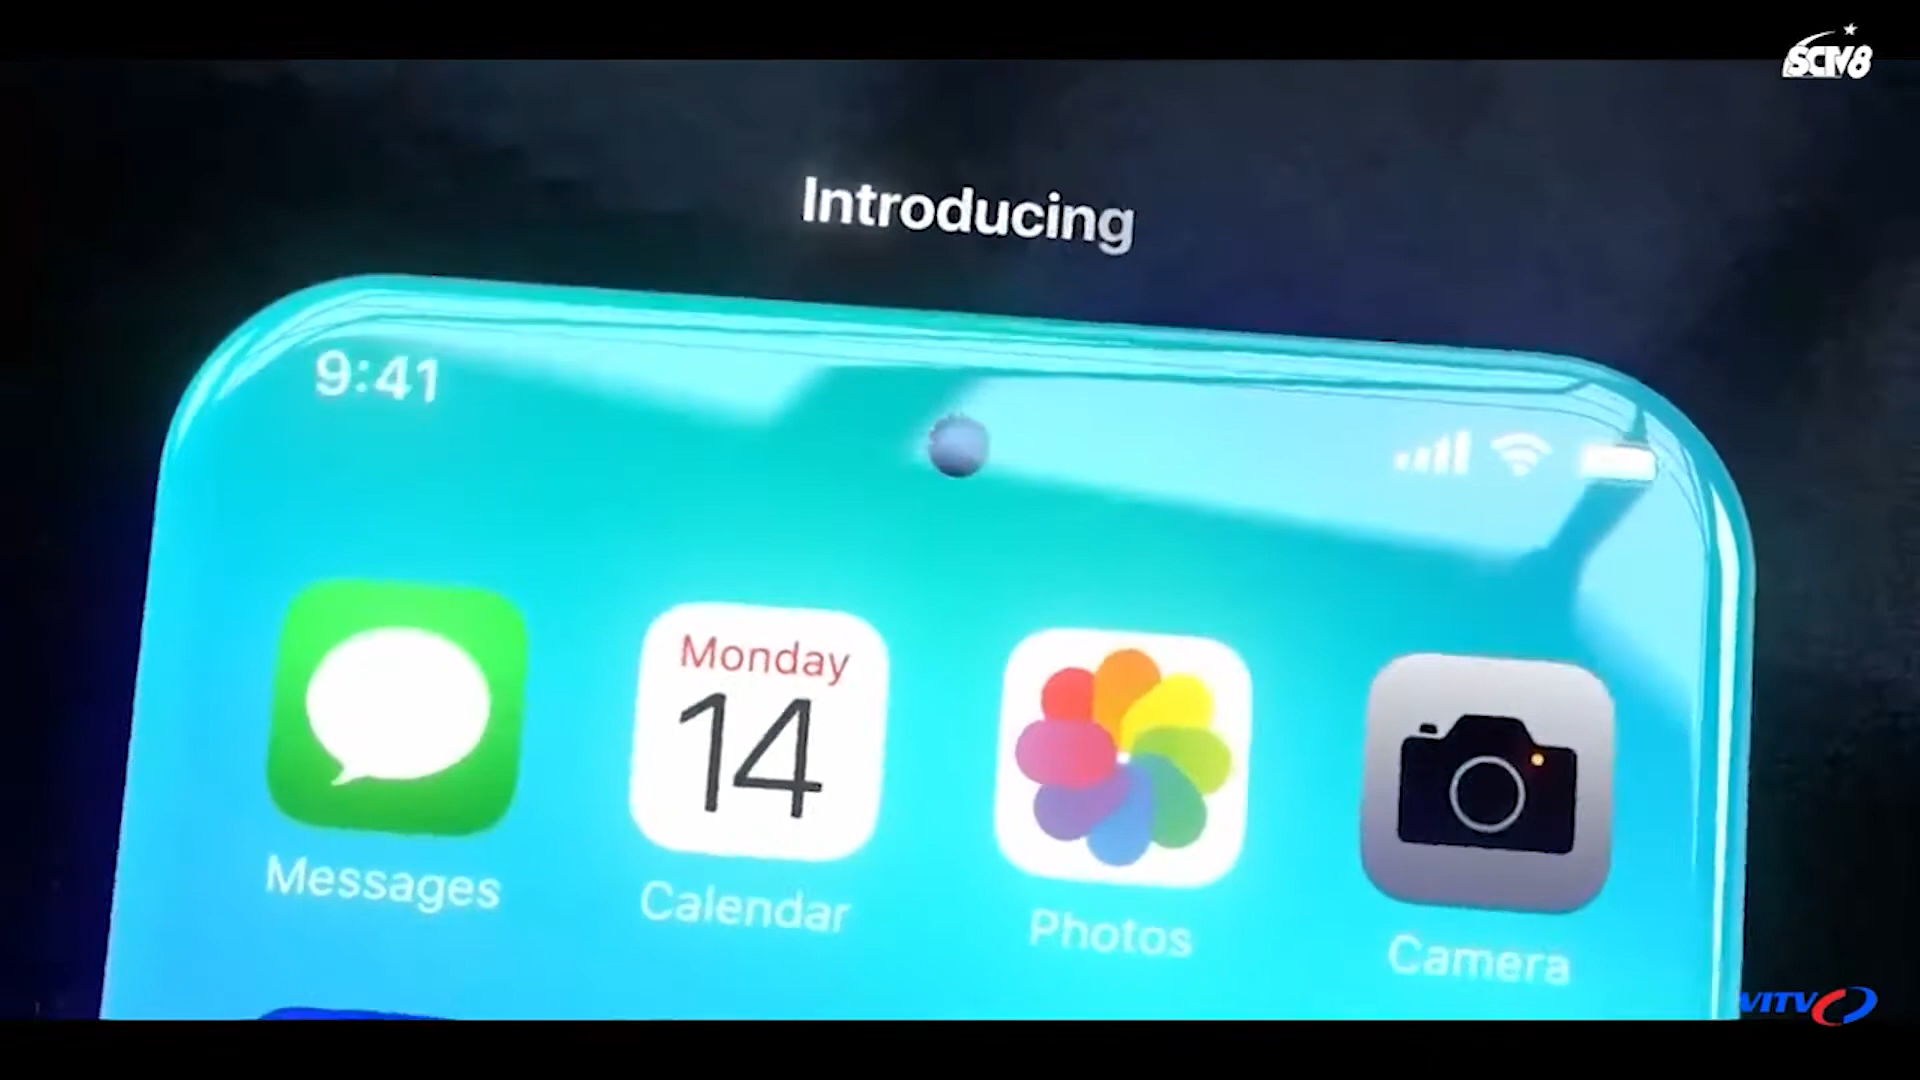 SCTV8
Introducing
9:41
Monday
14
Messages
Calendar
Photos
Camera
VITV